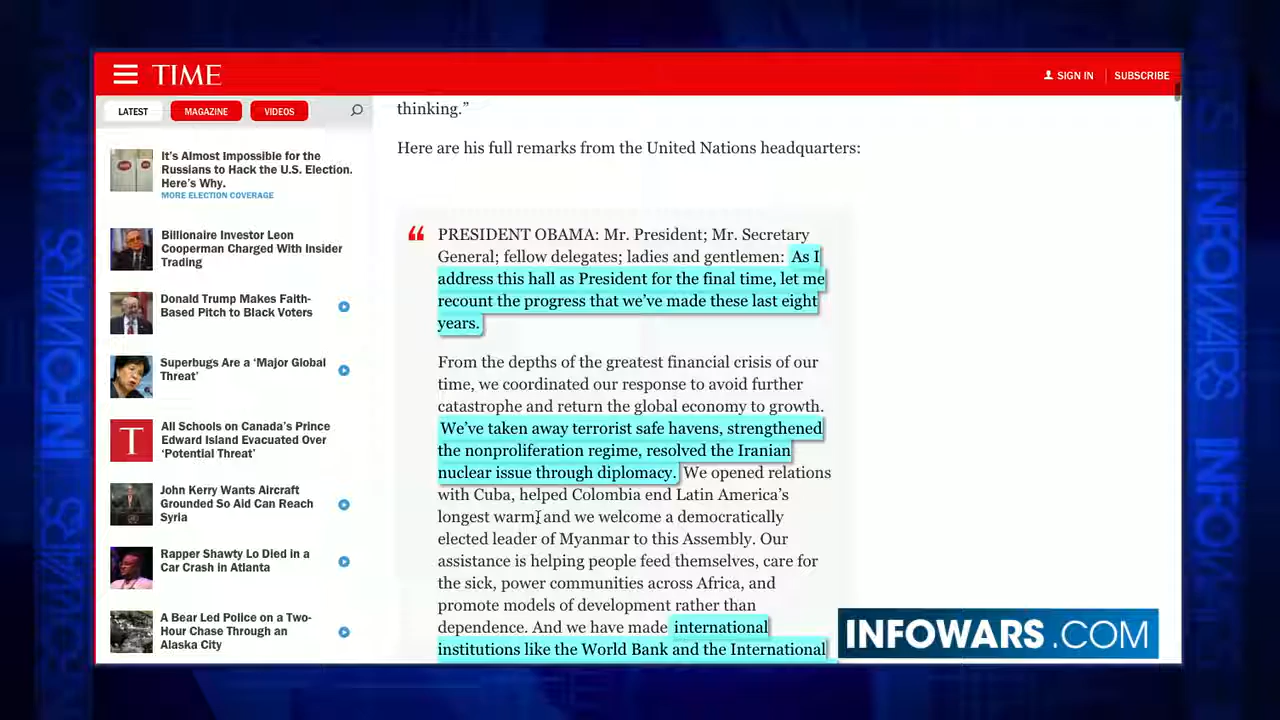 TIME
SIGN IN
SUBSCRIBE
LATEST
MAGAZINE
VIDEOS
It's Almost Impossible for the
Russians to Hack the U.S. Election.
Here's Why.
MORE ELECTION COVERAGE
Billionaire Investor Leon
Cooperman Charged With Insider
Trading
Donald Trump Makes Faith-
Based Pitch to Black Voters
Superbugs Are a ‘Major Global
Threat’
T
All Schools on Canada’s Prince
Edward Island Evacuated Over
‘Potential Threat’
John Kerry Wants Aircraft
Grounded So Aid Can Reach
Syria
Rapper Shawty Lo Died in a
Car Crash in Atlanta
A Bear Led Police on a Two-
Hour Chase Through an
Alaska City
thinking.”
Here are his full remarks from the United Nations headquarters:
“ PRESIDENT OBAMA: Mr. President; Mr. Secretary
General; fellow delegates; ladies and gentlemen: As I
address this hall as President for the final time, let me
recount the progress that we’ve made these last eight
years.
From the depths of the greatest financial crisis of our
time, we coordinated our response to avoid further
catastrophe and return the global economy to growth.
We’ve taken away terrorist safe havens, strengthened
the nonproliferation regime, resolved the Iranian
nuclear issue through diplomacy. We opened relations
with Cuba, helped Colombia end Latin America’s
longest warm and we welcome a democratically
elected leader of Myanmar to this Assembly. Our
assistance is helping people feed themselves, care for
the sick, power communities across Africa, and
promote models of development rather than
dependence. And we have made international
institutions like the World Bank and the International
INFOWARS.COM
INFOWARS
INFOWARS